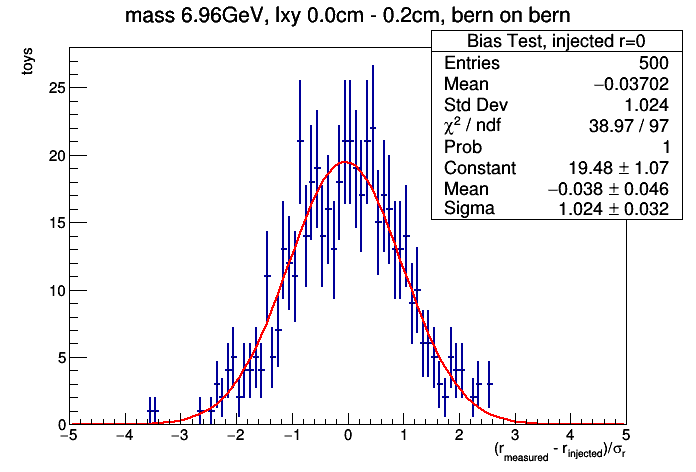 mass 6.96GeV, lxy 0.0cm - 0.2cm, bern on bern
Bias Test, injected r=0
Entries 500
Mean −0.03702
Std Dev 1.024
χ² / ndf 38.97 / 97
Prob 1
Constant 19.48 ± 1.07
Mean −0.038 ± 0.046
Sigma 1.024 ± 0.032
toys
25
20
15
10
5
0
−5 −4 −3 −2 −1 0 1 2 3 4 5
(r_measured - r_injected)/σ_r